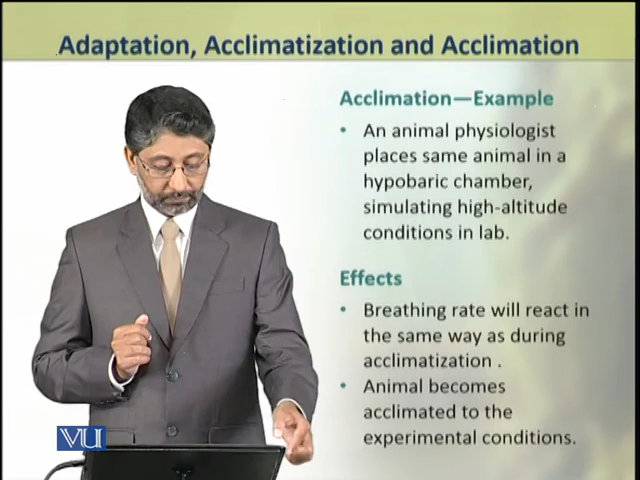 Adaptation, Acclimatization and Acclimation
Acclimation—Example
• An animal physiologist
places same animal in a
hypobaric chamber,
simulating high-altitude
conditions in lab.
Effects
• Breathing rate will react in
the same way as during
acclimatization .
• Animal becomes
acclimated to the
experimental conditions.
VU